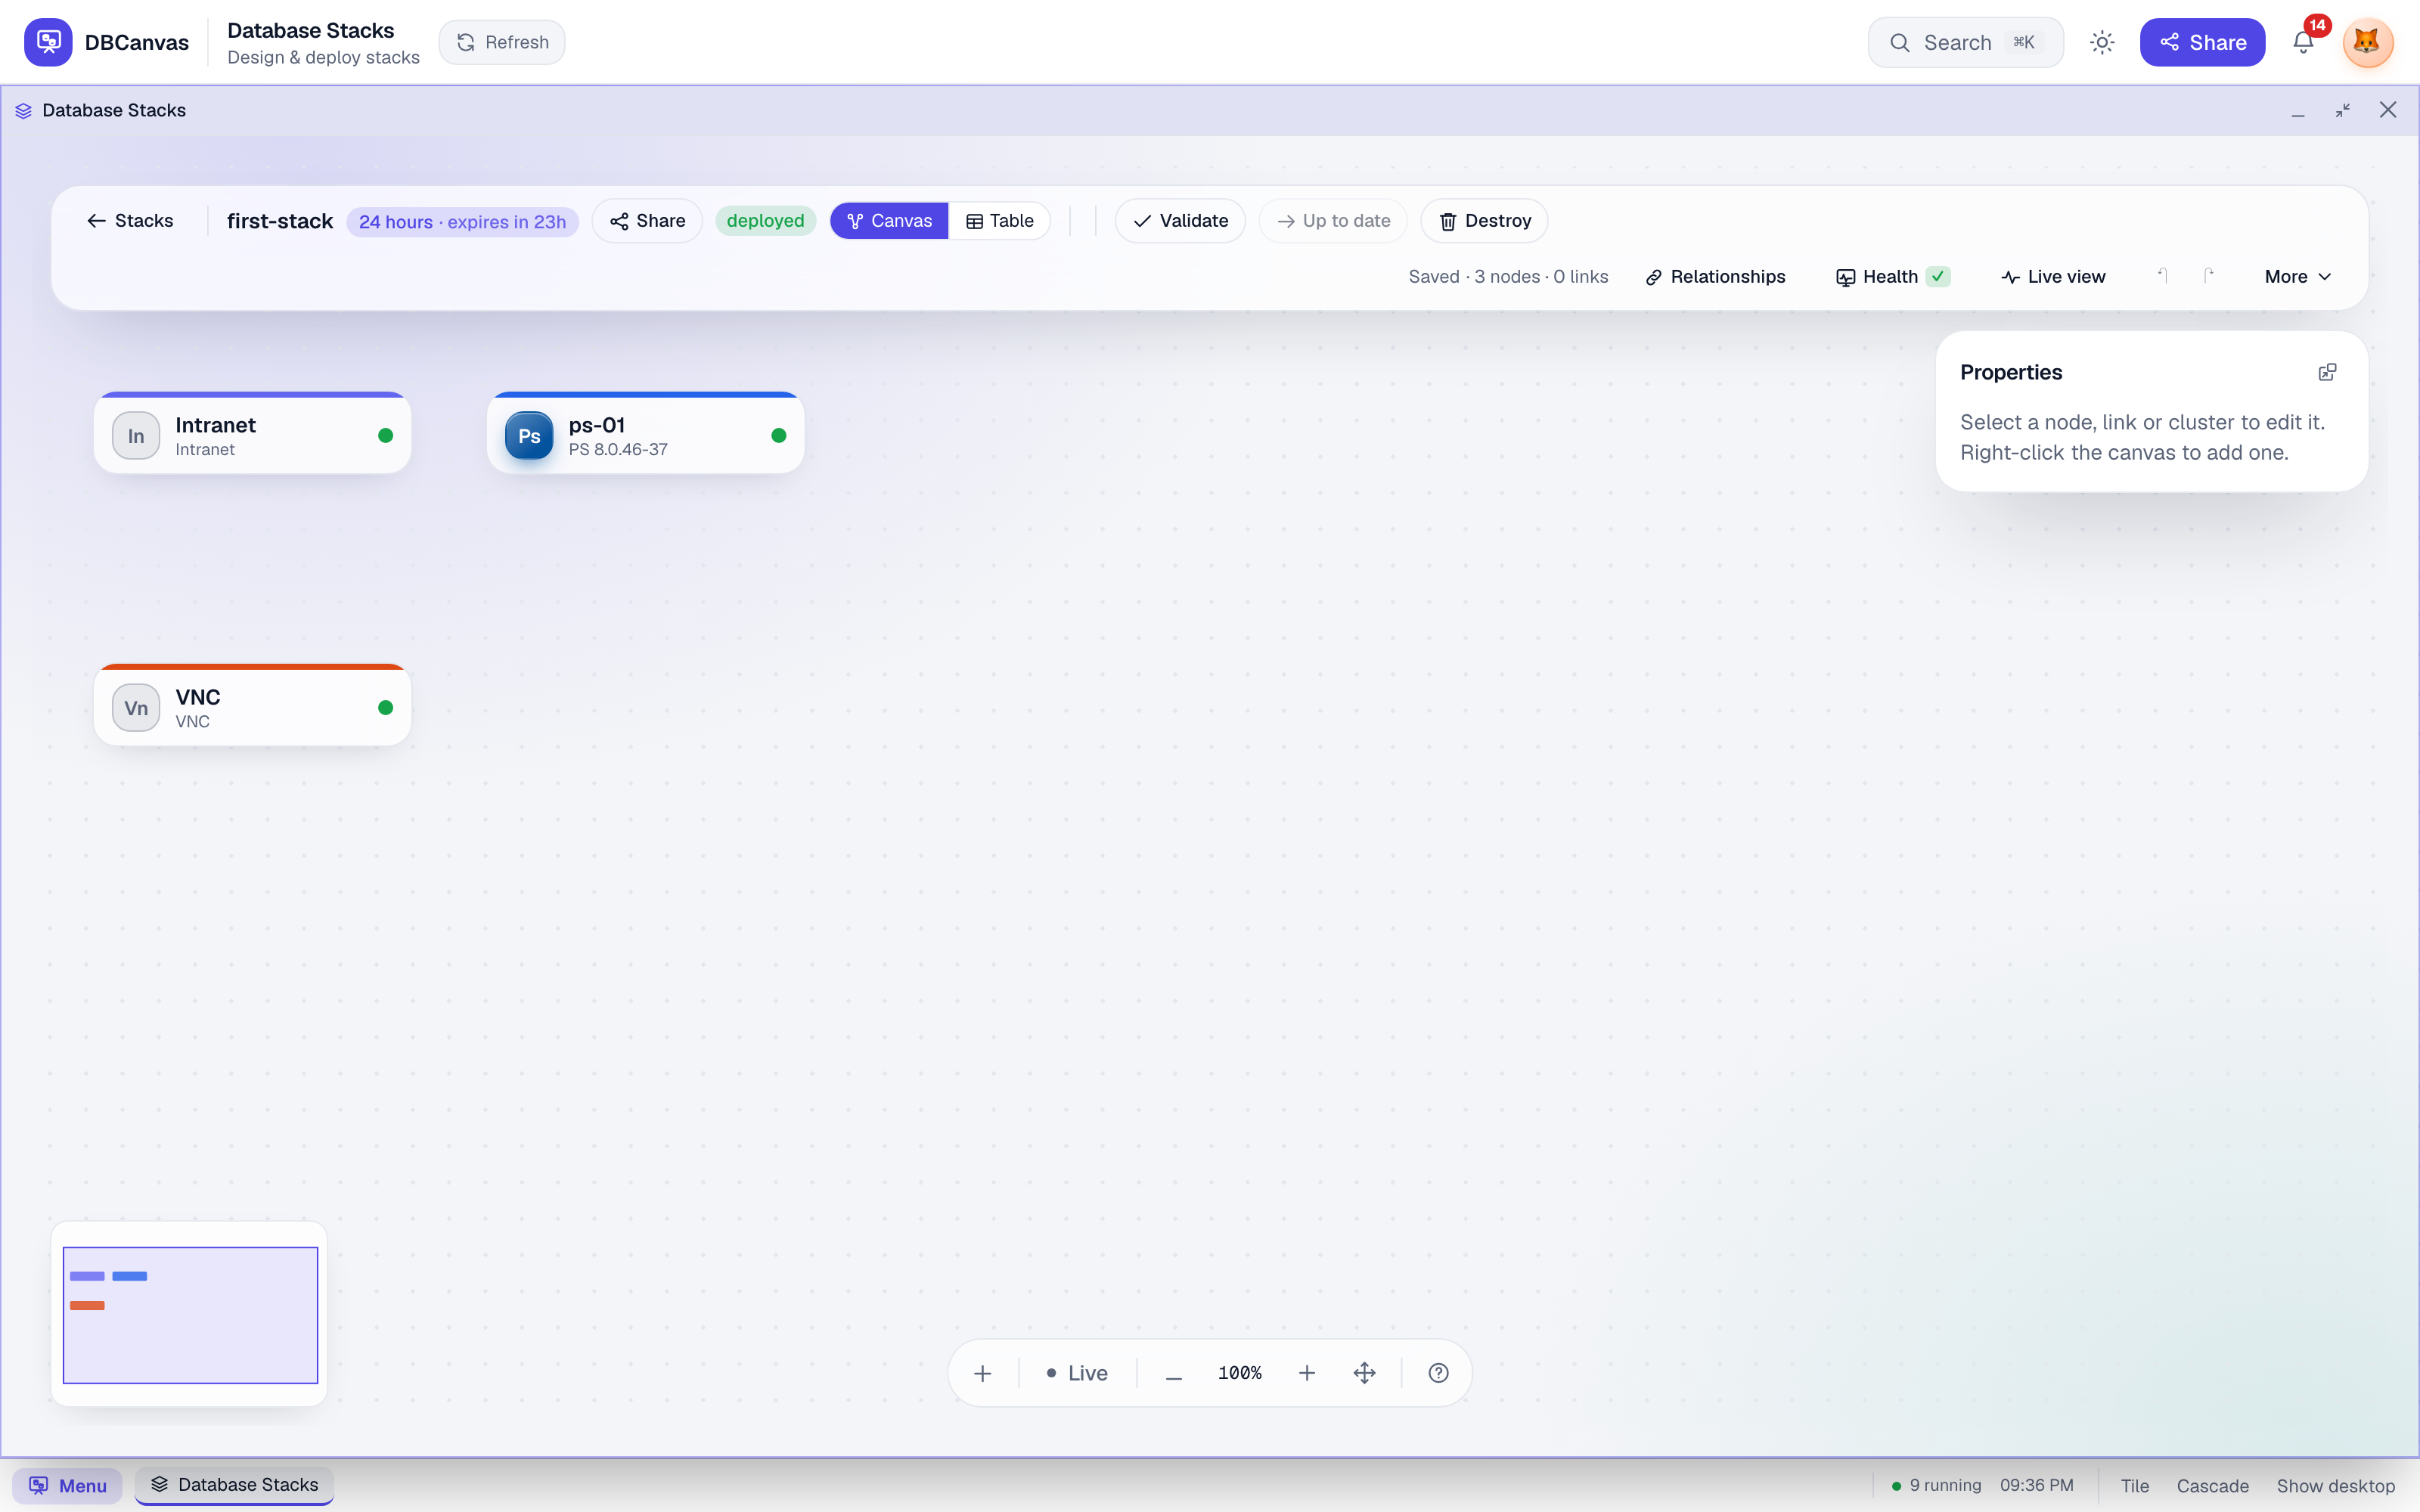 DBCanvas
Database Stacks
Design & deploy stacks
Refresh
Search ⌘K
Share
14
Database Stacks
Stacks
first-stack
24 hours · expires in 23h
Share
deployed
Canvas
Table
Validate
Up to date
Destroy
Saved · 3 nodes · 0 links
Relationships
Health
Live view
More
Properties
Select a node, link or cluster to edit it.
Right-click the canvas to add one.
In
Intranet
Intranet
Ps
ps-01
PS 8.0.46-37
Vn
VNC
VNC
Live
100%
Menu
Database Stacks
9 running
09:36 PM
Tile
Cascade
Show desktop